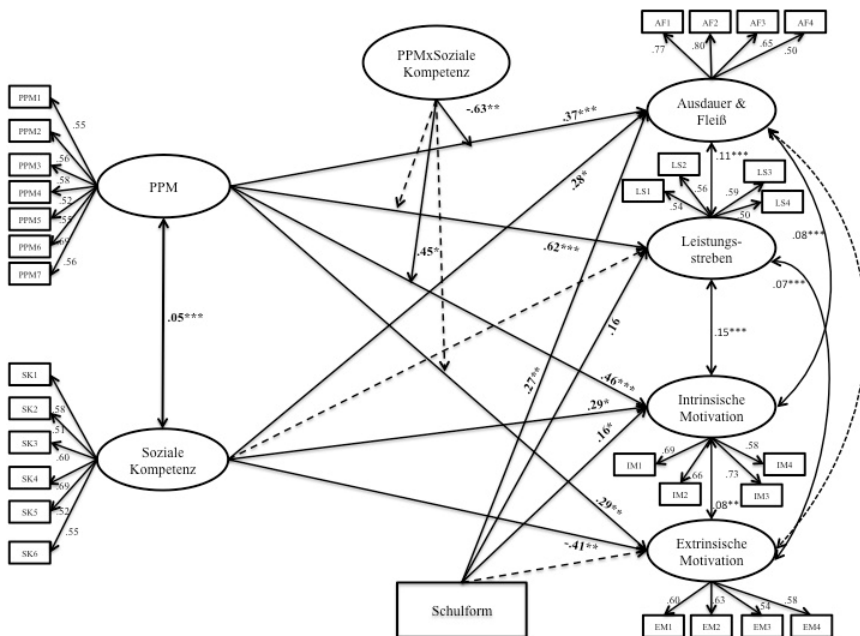 AF1 AF2 AF3 AF4
.77 .80 .65 .50
PPMxSoziale
Kompetenz
Ausdauer &
Fleiß
-.63**
.37***
PPM1
PPM2
PPM3
PPM4
PPM5
PPM6
PPM7
.55
.56
.58
.52
.55
.69
.56
PPM
.28*
.11***
LS1 LS2 LS3 LS4
.54 .56 .59 .50
Leistungs-
streben
.08***
.07***
.45*
.62***
.05***
.16
.15***
.27**
.46***
.29*
.16*
SK1
SK2
SK3
SK4
SK5
SK6
.58
.51
.60
.69
.52
.55
Soziale
Kompetenz
Intrinsische
Motivation
.69 .66 .73 .58
IM1 IM2 IM3 IM4
.08**
.29**
-.41**
Extrinsische
Motivation
Schulform
.60 .63 .54 .58
EM1 EM2 EM3 EM4